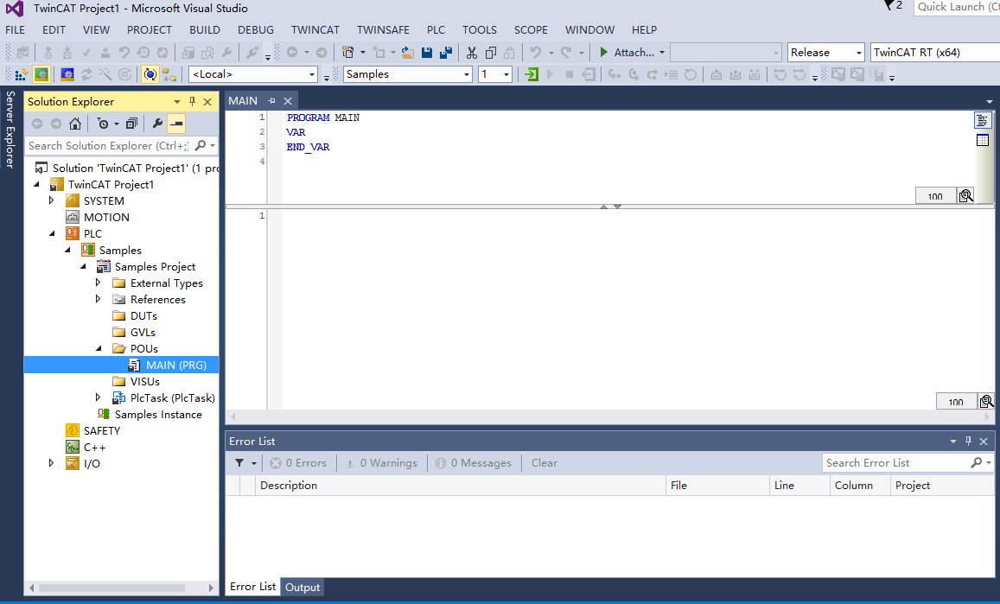 TwinCAT Project1 - Microsoft Visual Studio
2
Quick Launch (Ct
FILE EDIT VIEW PROJECT BUILD DEBUG TWINCAT TWINSAFE PLC TOOLS SCOPE WINDOW HELP
Attach... Release TwinCAT RT (x64)
<Local> Samples 1
Server Explorer
Solution Explorer
Search Solution Explorer (Ctrl+;)
Solution 'TwinCAT Project1' (1 pro
TwinCAT Project1
SYSTEM
MOTION
PLC
Samples
Samples Project
External Types
References
DUTs
GVLs
POUs
MAIN (PRG)
VISUs
PlcTask (PlcTask)
Samples Instance
SAFETY
C++
I/O
MAIN
1 PROGRAM MAIN
2 VAR
3 END_VAR
4
100
1
100
Error List
0 Errors 0 Warnings 0 Messages Clear Search Error List
Description File Line Column Project
Error List Output